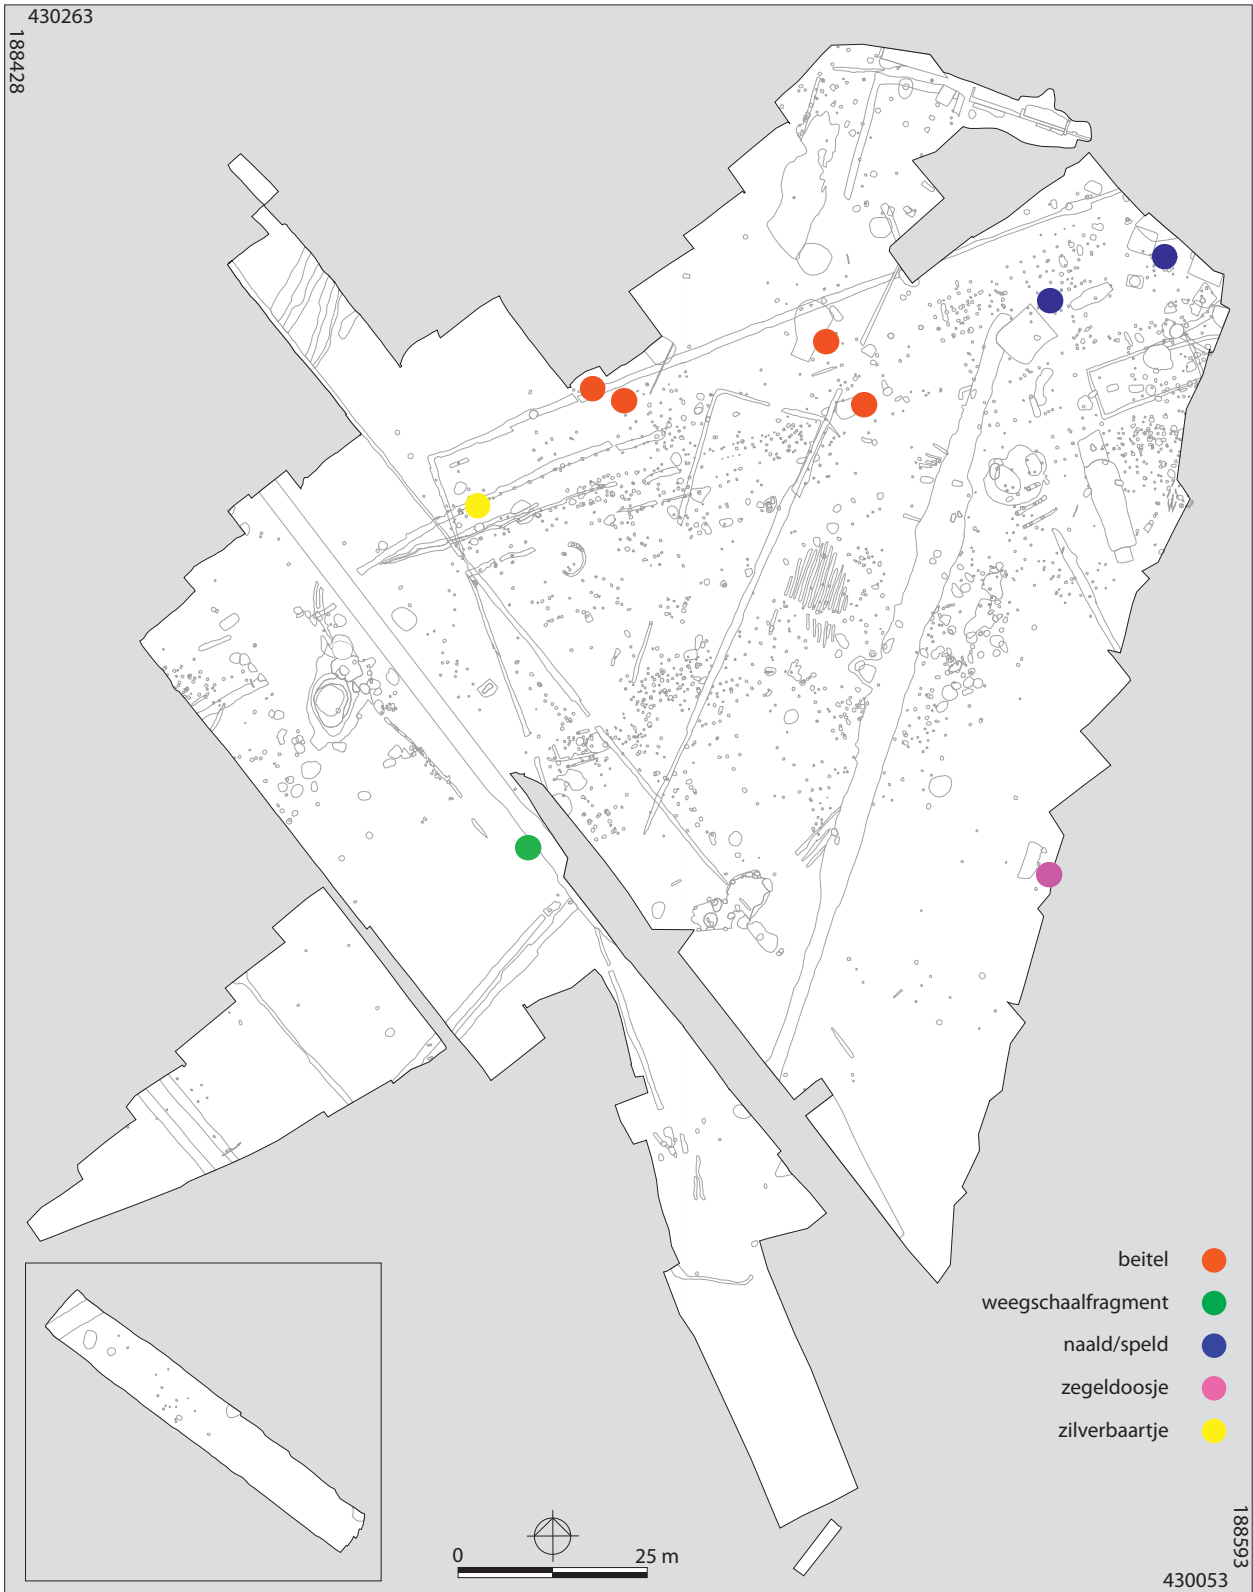 430263
188428
beitel
weegschaalfragment
naald/speld
zegeldoosje
zilverbaartje
0 25 m
188593
430053